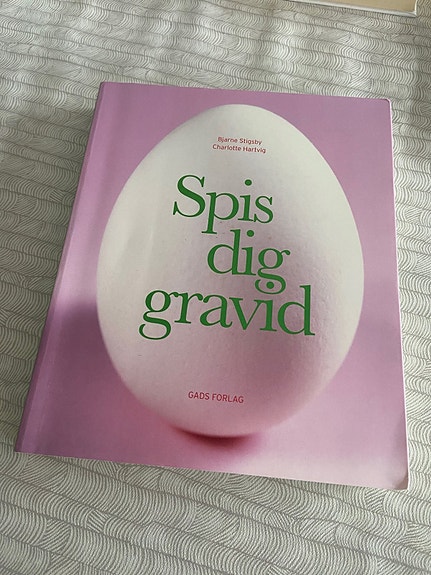 Bjarne Stigsby
Charlotte Hartvig
Spis
dig
gravid
GADS FORLAG